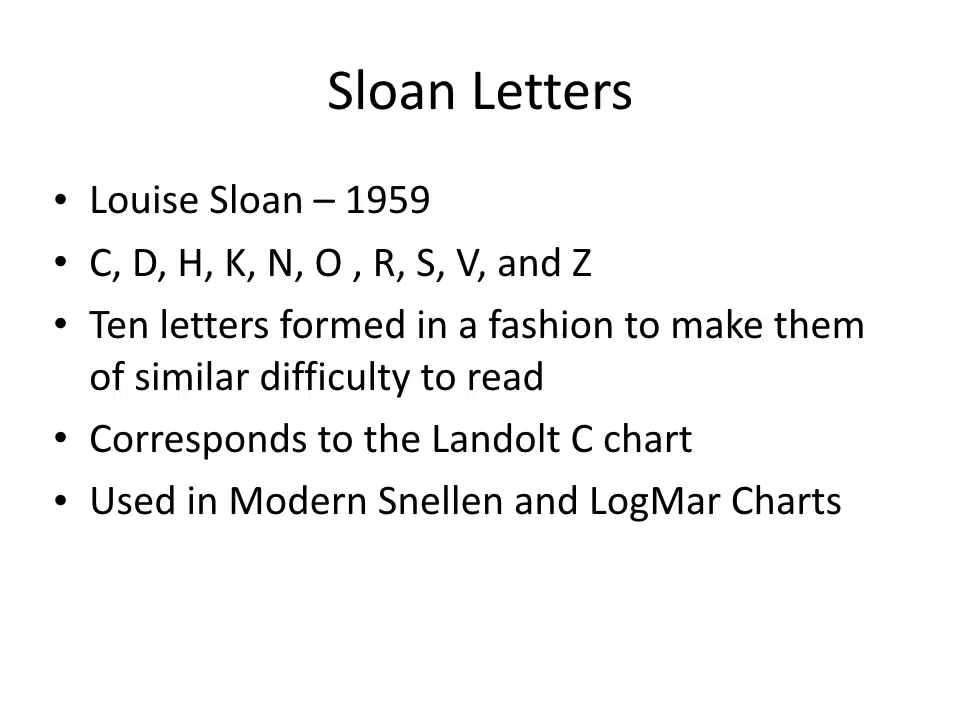 Sloan Letters
• Louise Sloan – 1959
• C, D, H, K, N, O , R, S, V, and Z
• Ten letters formed in a fashion to make them
of similar difficulty to read
• Corresponds to the Landolt C chart
• Used in Modern Snellen and LogMar Charts